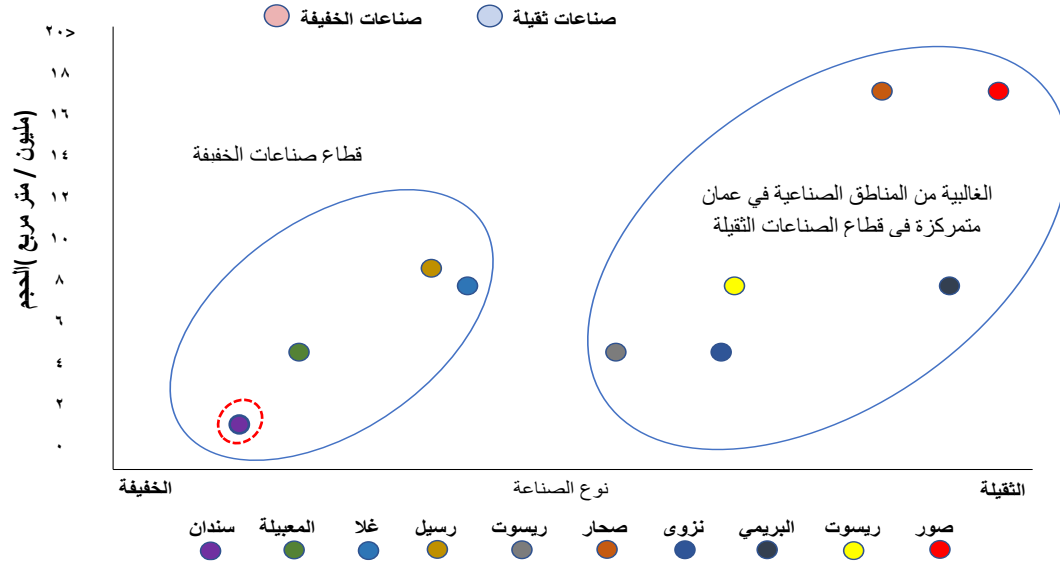 صناعات الخفيفة
صناعات ثقيلة
٢٠<
١٨
١٦
١٤
١٢
١٠
٨
٦
٤
٢
٠
الحجم( مليون / متر مربع)
قطاع صناعات الخفيفة
الغالبية من المناطق الصناعية في عمان
متمركزة في قطاع الصناعات الثقيلة
الخفيفة
نوع الصناعة
الثقيلة
سندان
المعبيلة
غلا
رسيل
ريسوت
صحار
نزوى
البريمي
ريسوت
صور